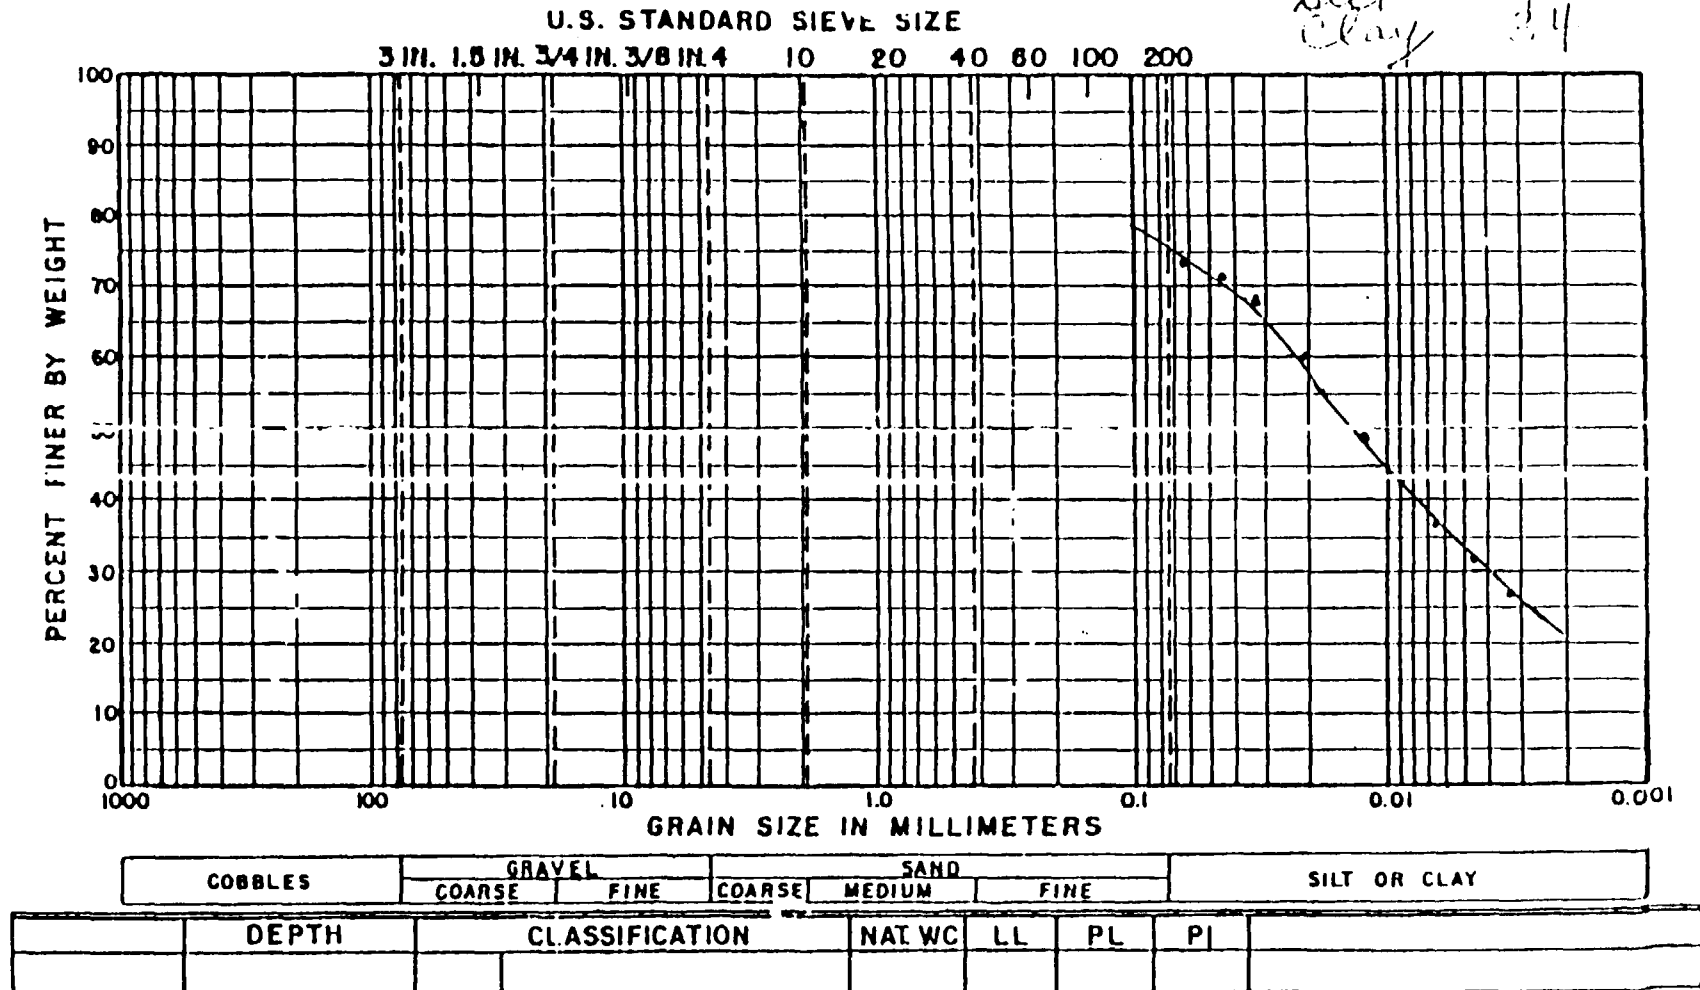 U.S. STANDARD SIEVE SIZE
Clay 34
3 IN. 1.5 IN. 3/4 IN. 3/8 IN. 4 10 20 40 60 100 200
100
90
80
70
60
40
30
20
10
0
PERCENT FINER BY WEIGHT
1000 100 10 1.0 0.1 0.01 0.001
GRAIN SIZE IN MILLIMETERS
COBBLES GRAVEL SAND SILT OR CLAY
COARSE FINE COARSE MEDIUM FINE
DEPTH CLASSIFICATION NAT. WC LL PL PI